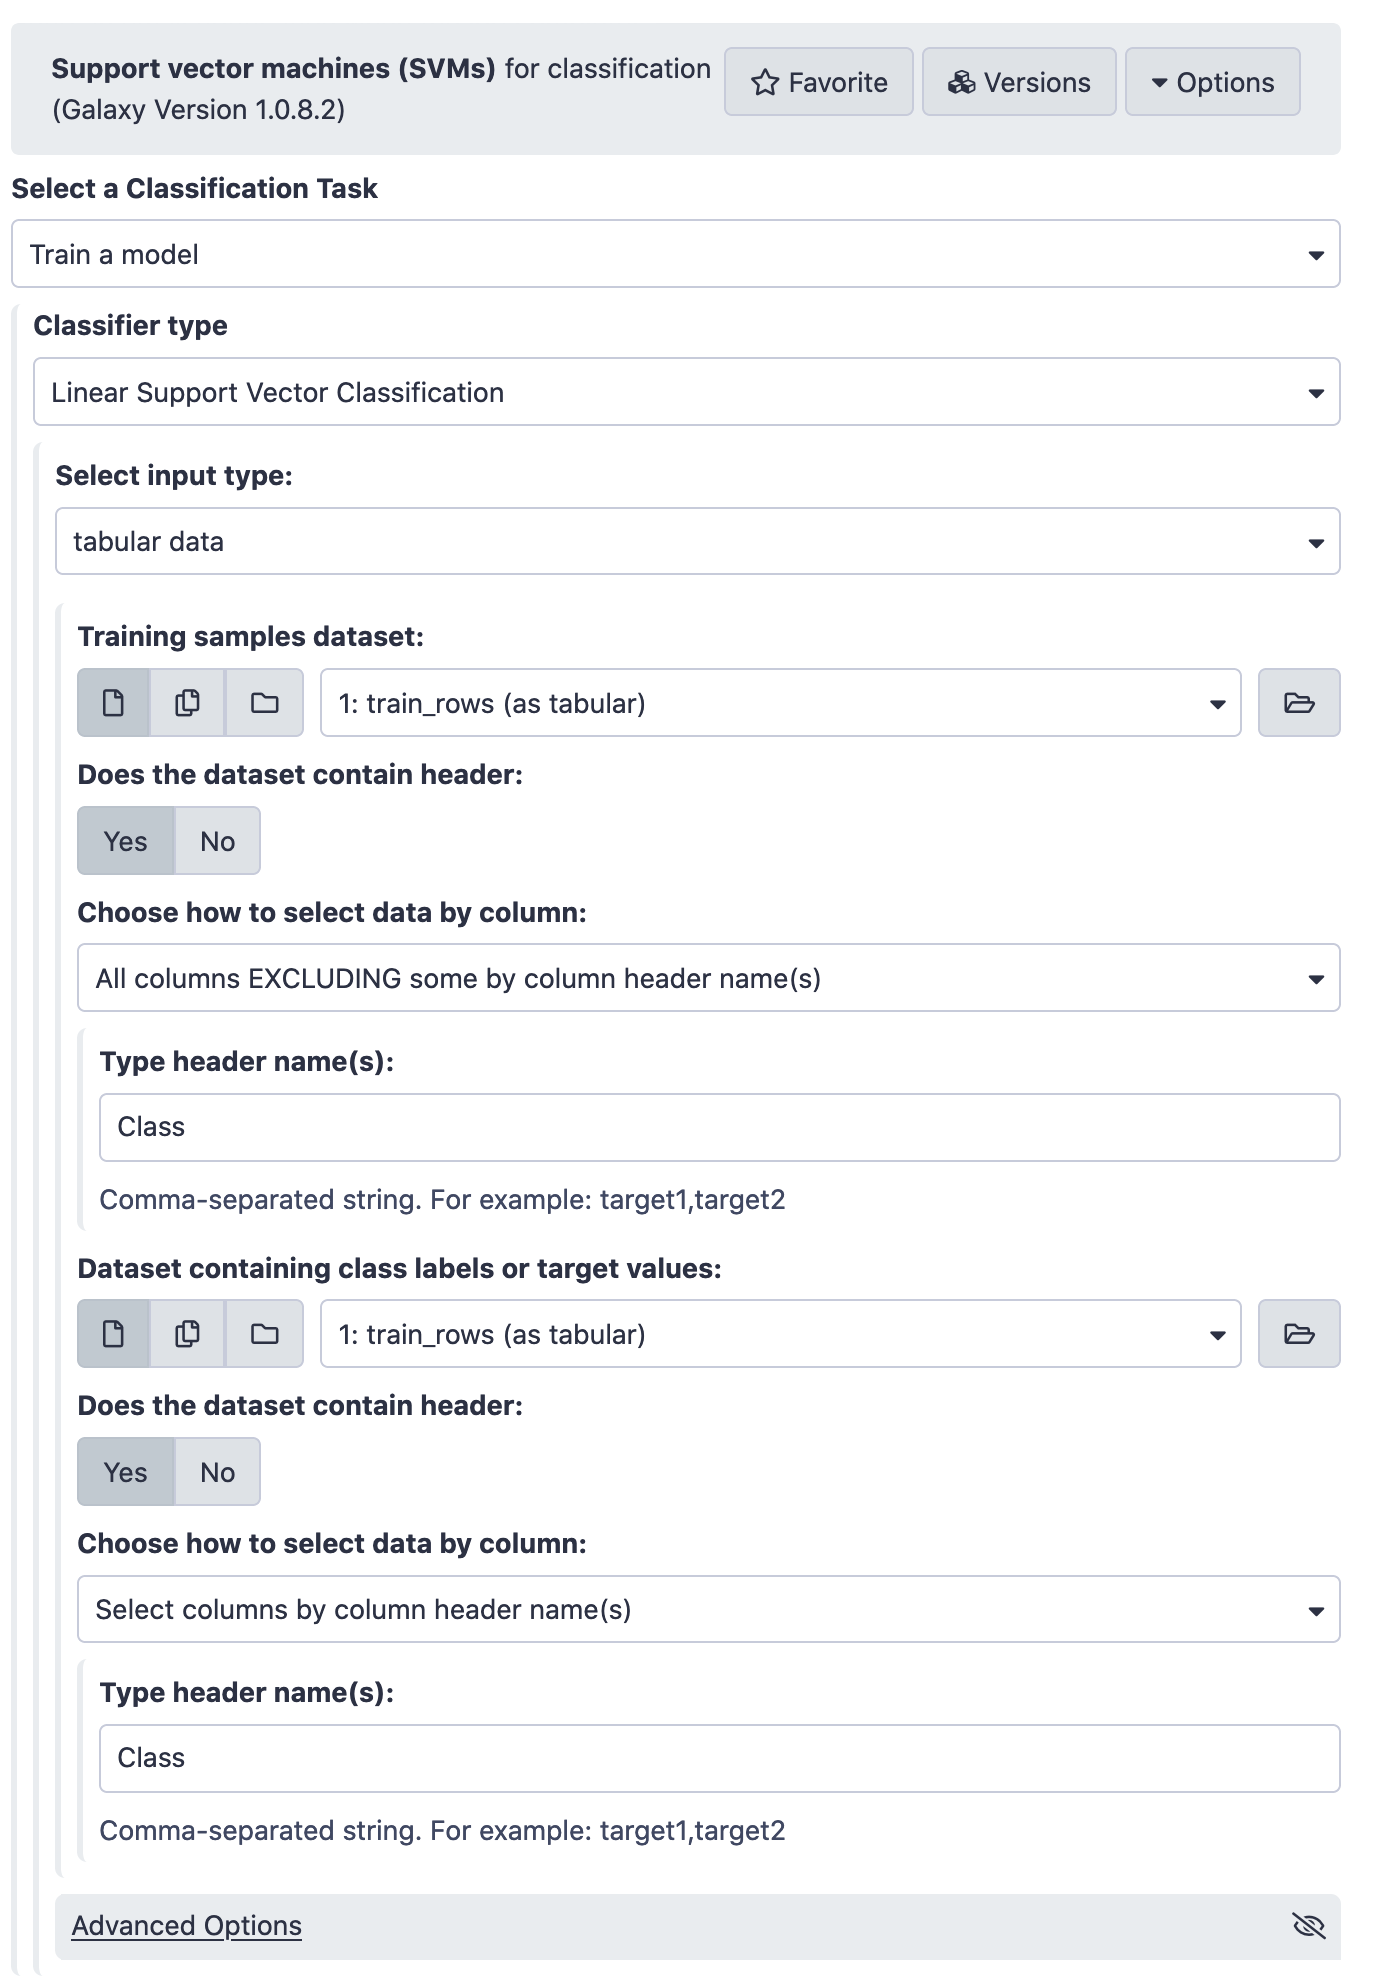 Support vector machines (SVMs) for classification
(Galaxy Version 1.0.8.2)
Favorite
Versions
Options
Select a Classification Task
Train a model
Classifier type
Linear Support Vector Classification
Select input type:
tabular data
Training samples dataset:
1: train_rows (as tabular)
Does the dataset contain header:
Yes No
Choose how to select data by column:
All columns EXCLUDING some by column header name(s)
Type header name(s):
Class
Comma-separated string. For example: target1,target2
Dataset containing class labels or target values:
1: train_rows (as tabular)
Does the dataset contain header:
Yes No
Choose how to select data by column:
Select columns by column header name(s)
Type header name(s):
Class
Comma-separated string. For example: target1,target2
Advanced Options